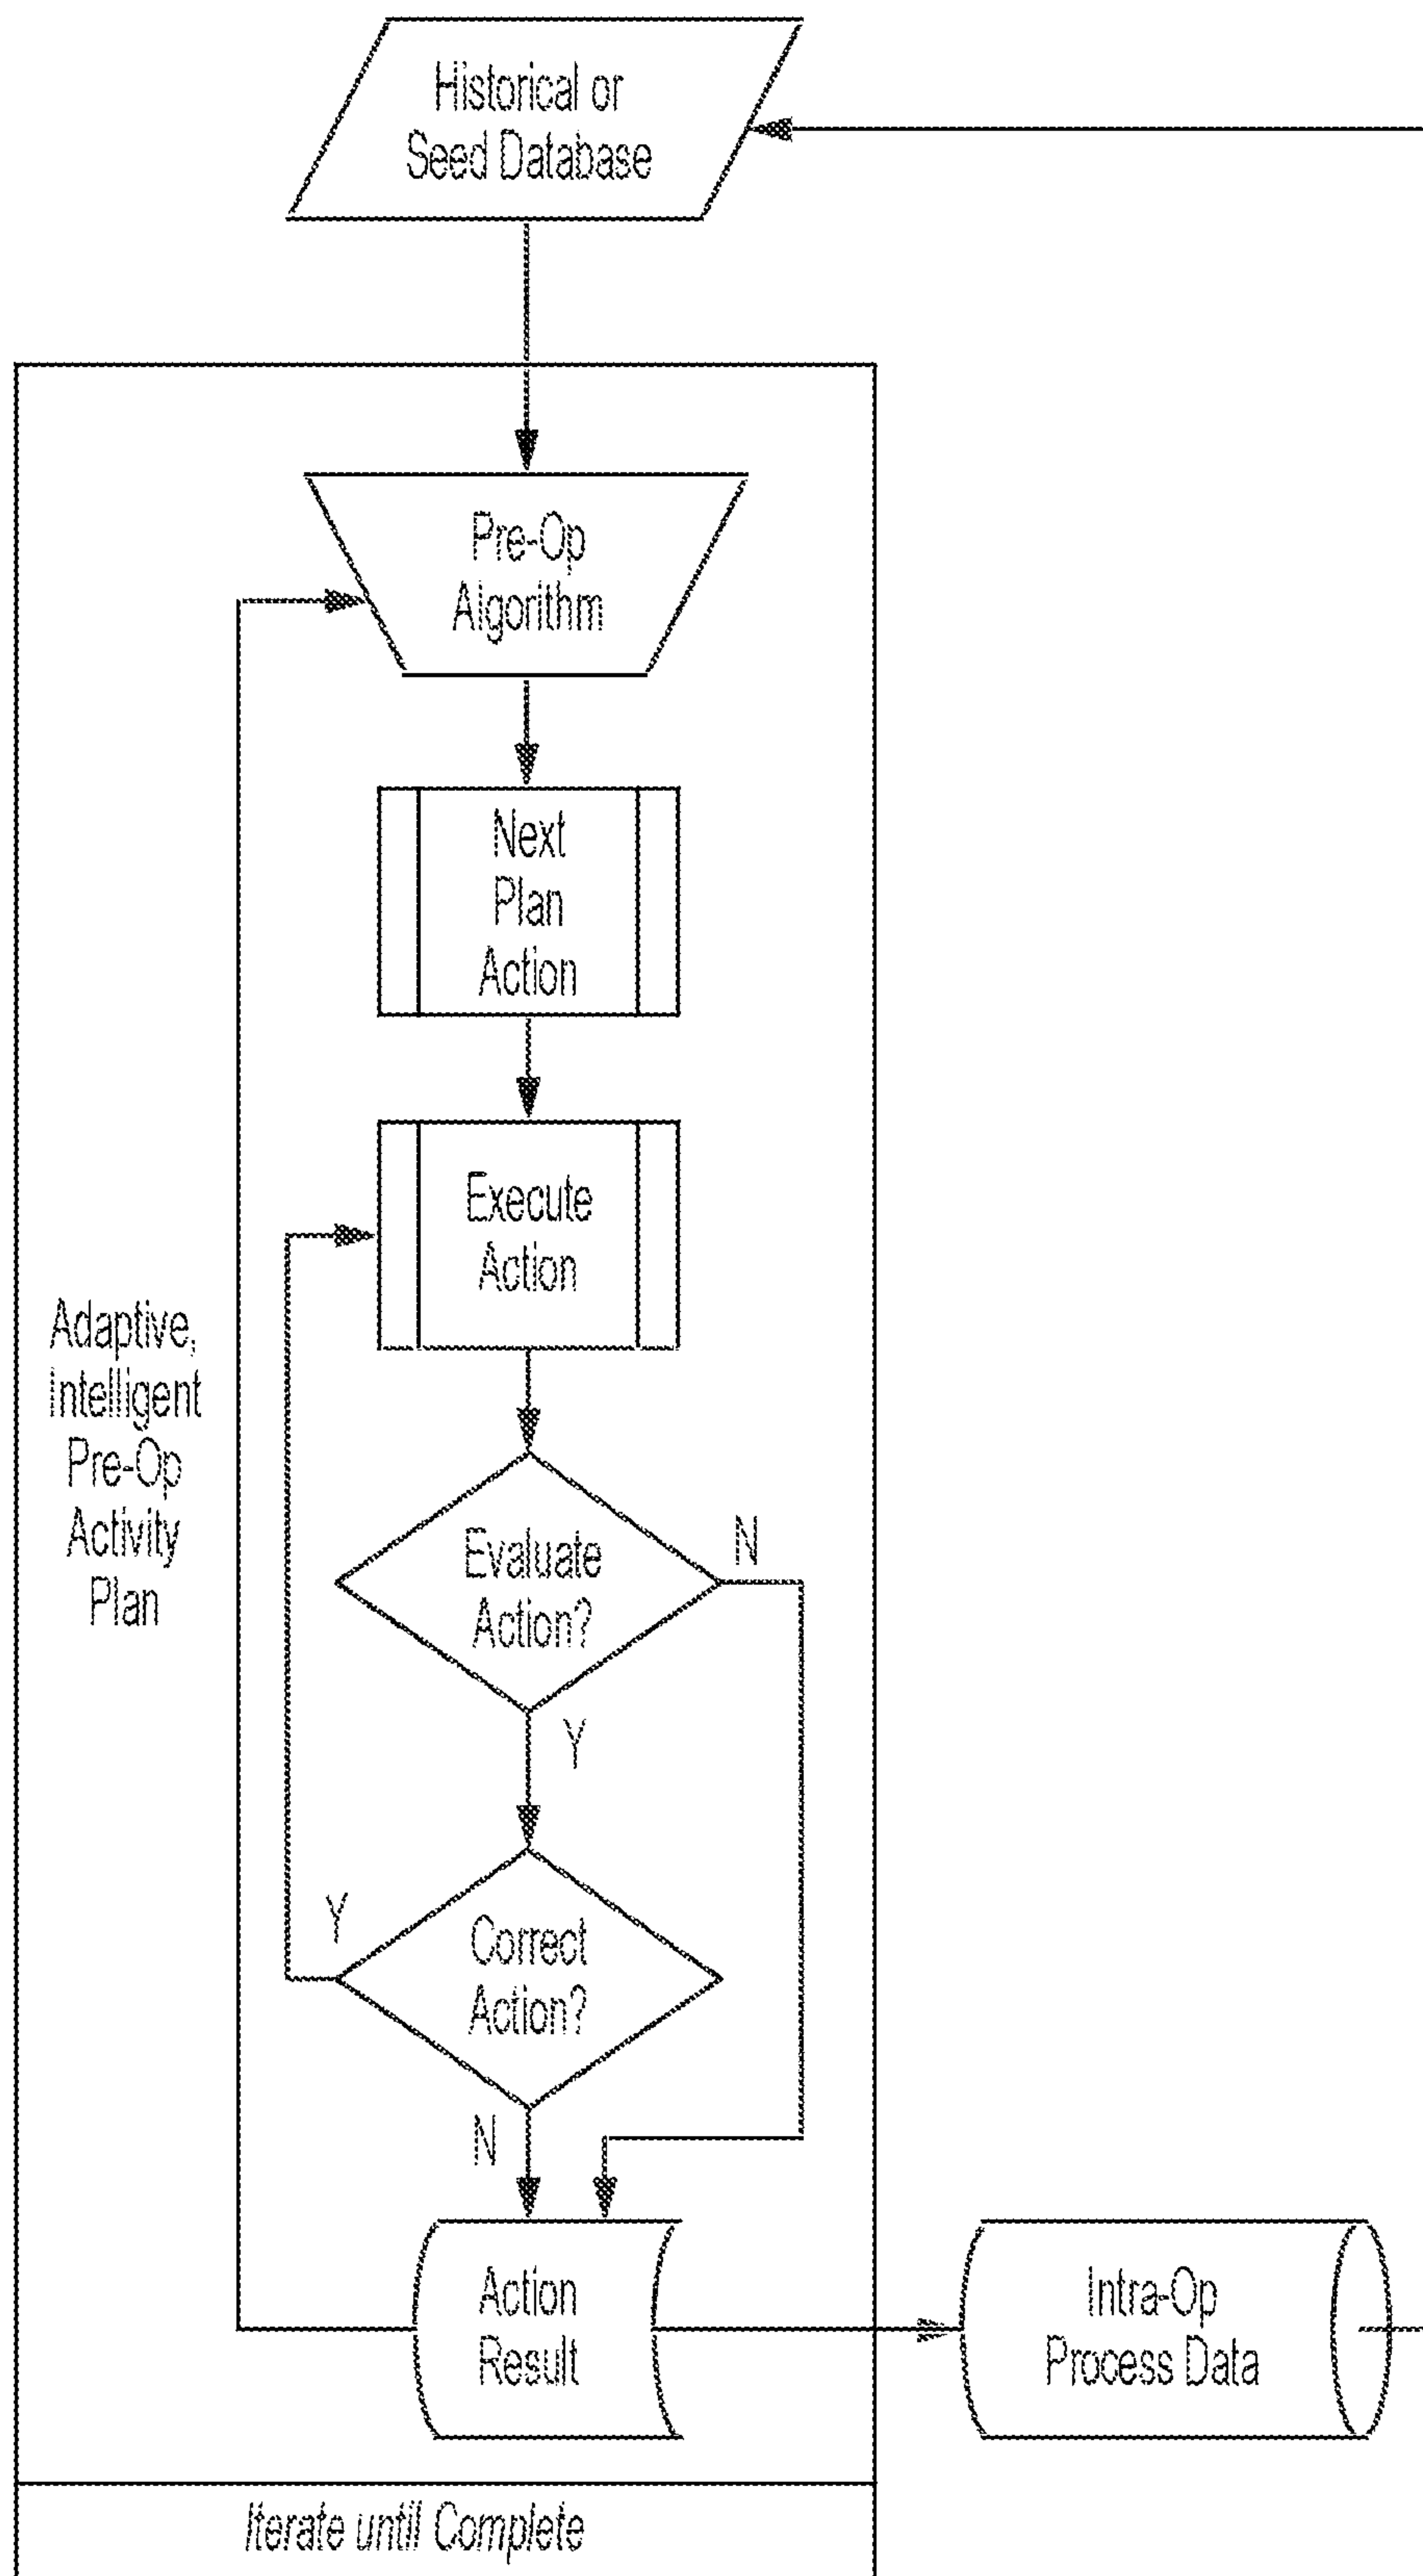 Historical or
Seed Database
Pre-Op
Algorithm
Next
Plan
Action
Execute
Action
Adaptive,
Intelligent
Pre-Op
Activity
Plan
Evaluate
Action?
N
Y
Y
Correct
Action?
N
Action
Result
Intra-Op
Process Data
Iterate until Complete